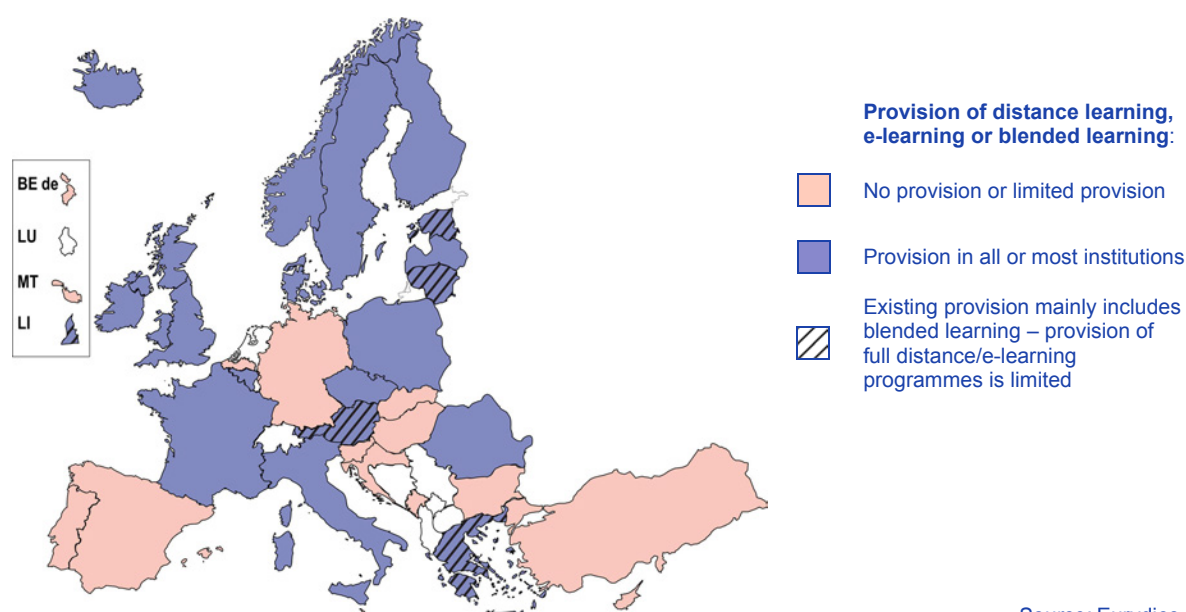 BE de
LU
MT
LI
Provision of distance learning,
e-learning or blended learning:
No provision or limited provision
Provision in all or most institutions
Existing provision mainly includes
blended learning – provision of
full distance/e-learning
programmes is limited
Source: Eurydice